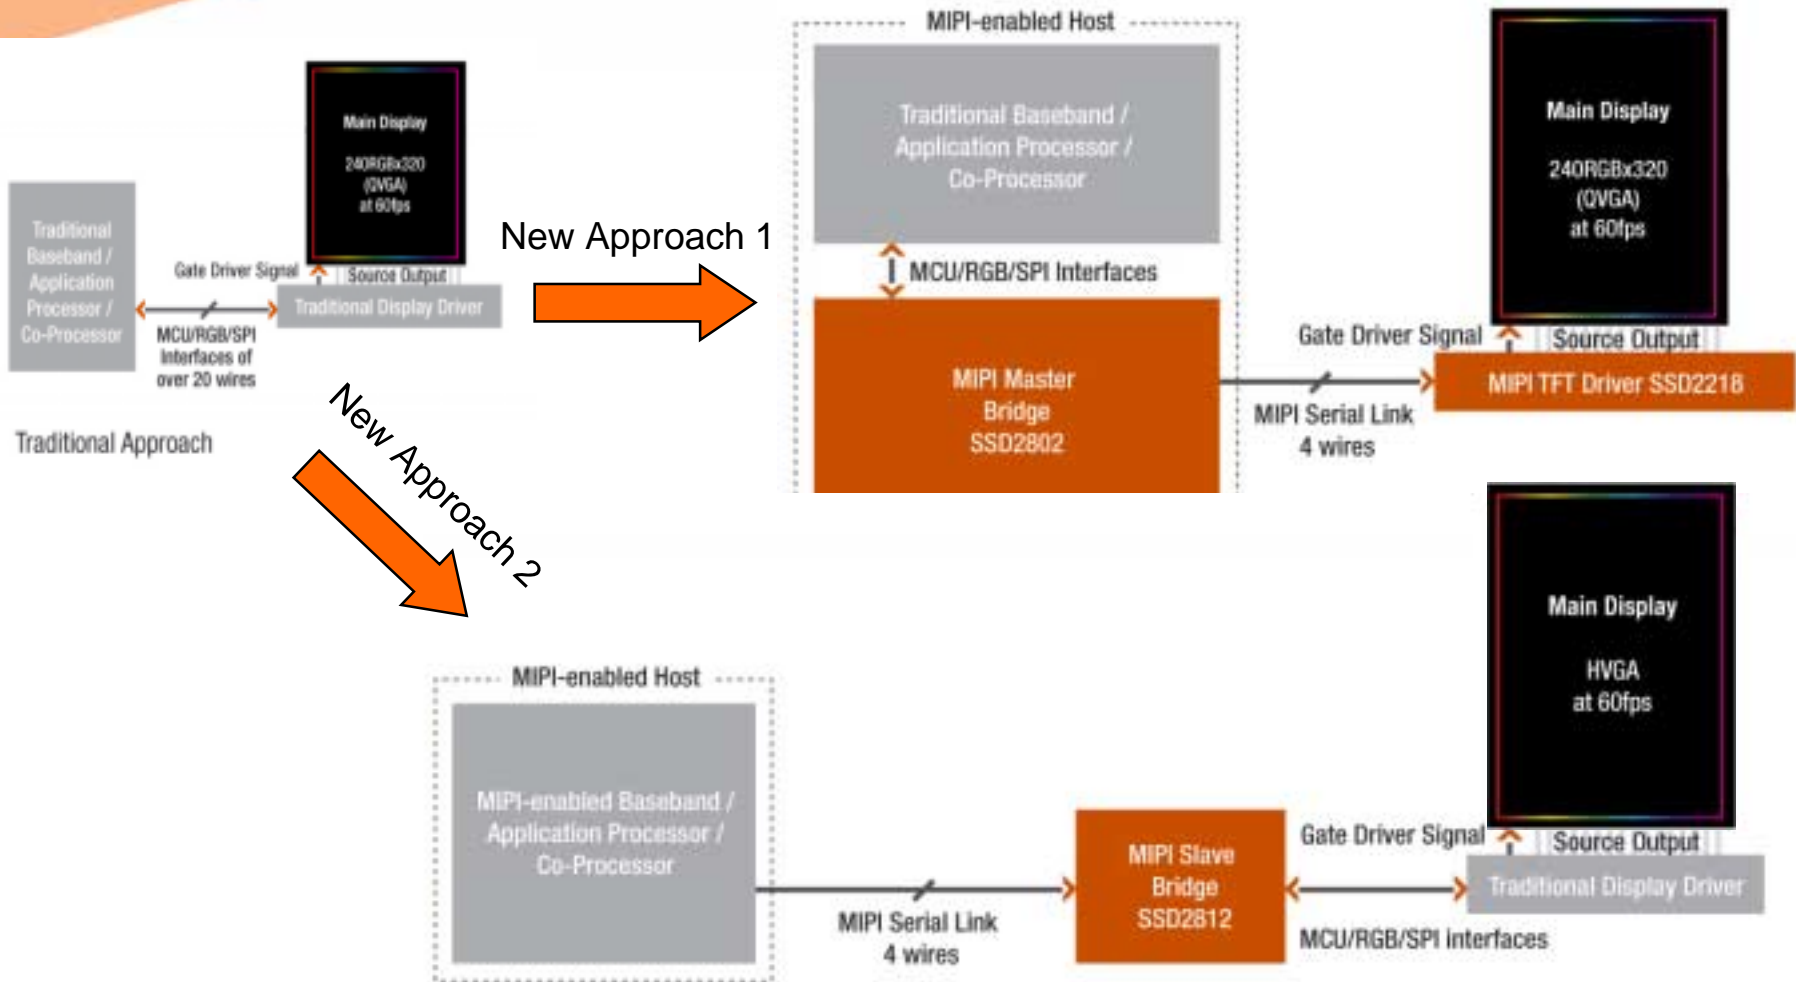 Main Display
240RGBx320
(QVGA)
at 60fps
Traditional
Baseband /
Application
Processor /
Co-Processor
Gate Driver Signal
Source Output
Traditional Display Driver
MCU/RGB/SPI
Interfaces of
over 20 wires
Traditional Approach
New Approach 1
New Approach 2
MIPI-enabled Host
Traditional Baseband /
Application Processor /
Co-Processor
MCU/RGB/SPI Interfaces
MIPI Master
Bridge
SSD2802
MIPI Serial Link
4 wires
Main Display
240RGBx320
(QVGA)
at 60fps
Gate Driver Signal
Source Output
MIPI TFT Driver SSD2218
MIPI-enabled Host
MIPI-enabled Baseband /
Application Processor /
Co-Processor
MIPI Serial Link
4 wires
MIPI Slave
Bridge
SSD2812
Main Display
HVGA
at 60fps
Gate Driver Signal
Source Output
Traditional Display Driver
MCU/RGB/SPI interfaces